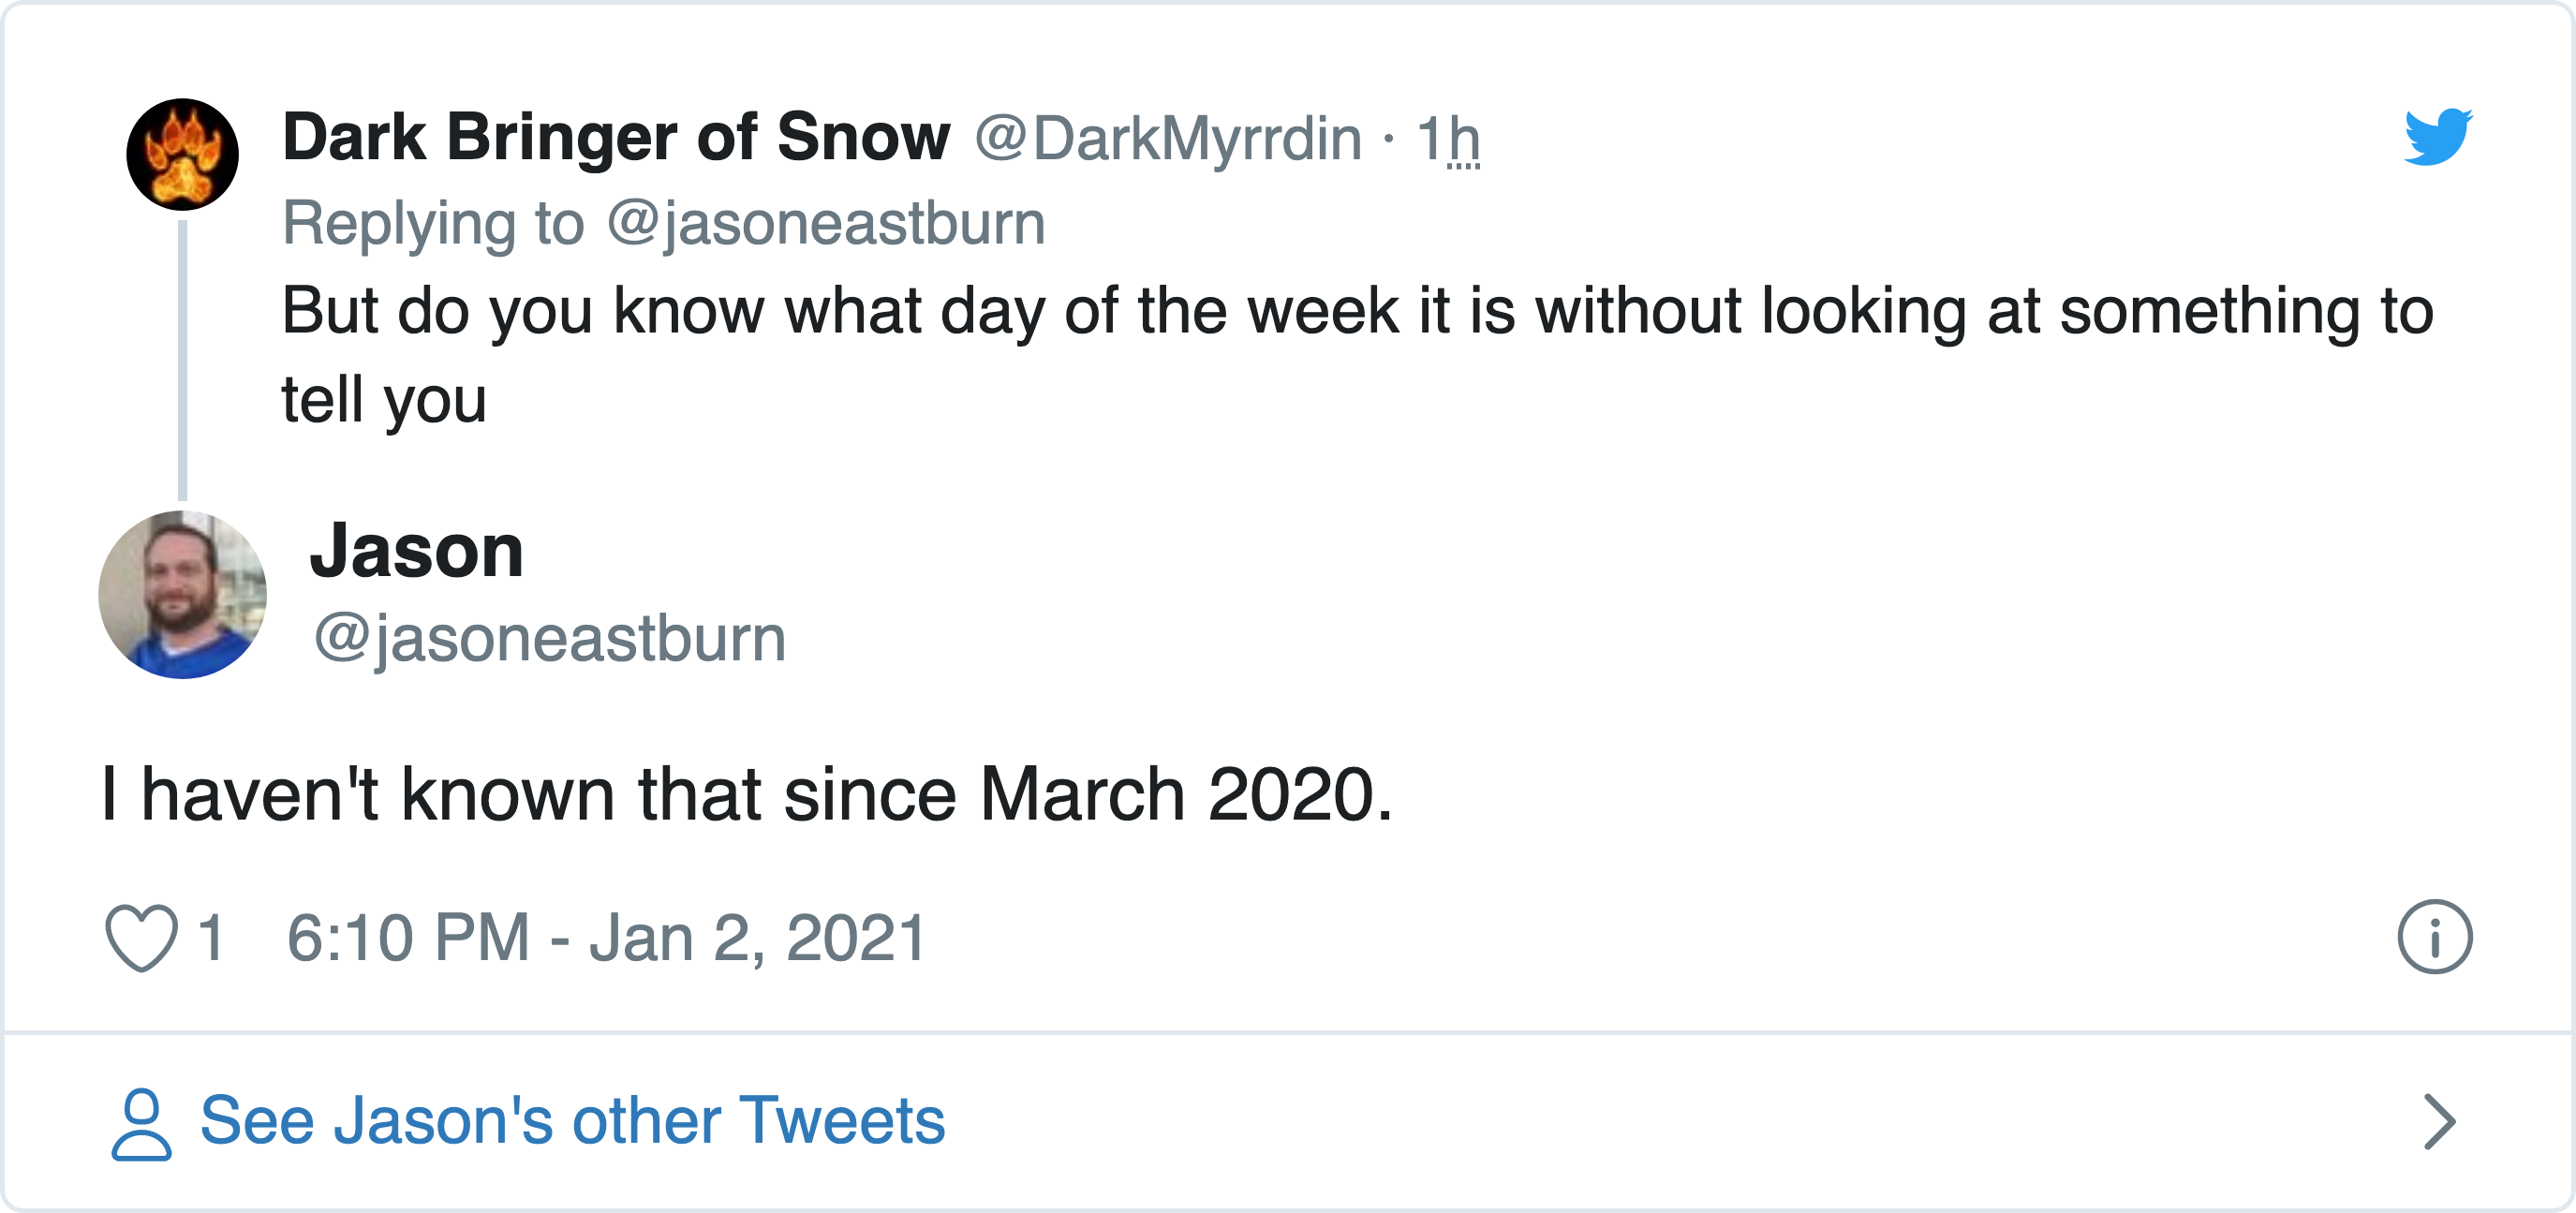 Dark Bringer of Snow @DarkMyrrdin · 1h
Replying to @jasoneastburn
But do you know what day of the week it is without looking at something to
tell you
Jason
@jasoneastburn
I haven't known that since March 2020.
1 6:10 PM - Jan 2, 2021
See Jason's other Tweets